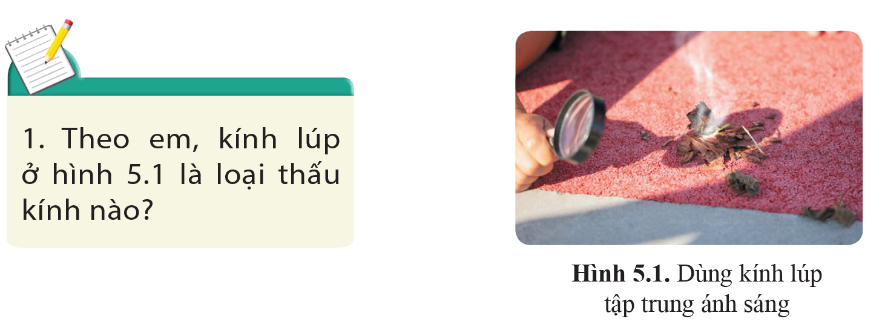 1. Theo em, kính lúp
ở hình 5.1 là loại thấu
kính nào?
Hình 5.1. Dùng kính lúp
tập trung ánh sáng